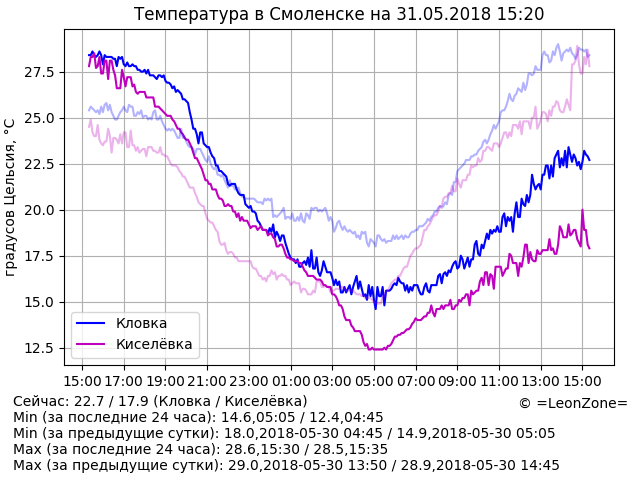 Температура в Смоленске на 31.05.2018 15:20
градусов Цельсия, °C
27.5
25.0
22.5
20.0
17.5
15.0
12.5
Кловка
Киселёвка
15:00 17:00 19:00 21:00 23:00 01:00 03:00 05:00 07:00 09:00 11:00 13:00 15:00
Сейчас: 22.7 / 17.9 (Кловка / Киселёвка)
© =LeonZone=
Min (за последние 24 часа): 14.6,05:05 / 12.4,04:45
Min (за предыдущие сутки): 18.0,2018-05-30 04:45 / 14.9,2018-05-30 05:05
Max (за последние 24 часа): 28.6,15:30 / 28.5,15:35
Max (за предыдущие сутки): 29.0,2018-05-30 13:50 / 28.9,2018-05-30 14:45